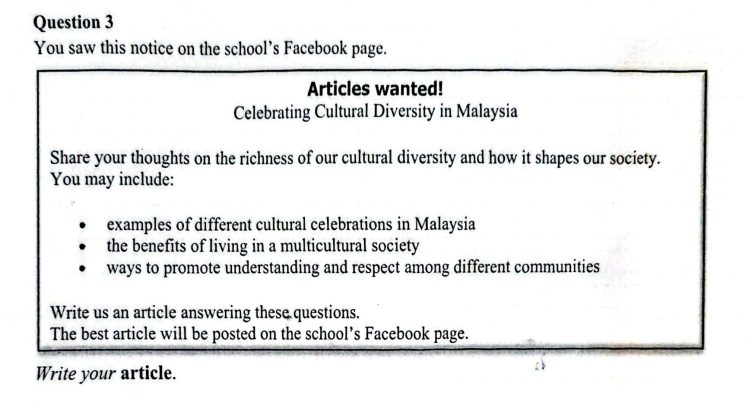 Question 3
You saw this notice on the school's Facebook page.
Articles wanted!
Celebrating Cultural Diversity in Malaysia
Share your thoughts on the richness of our cultural diversity and how it shapes our society.
You may include:
• examples of different cultural celebrations in Malaysia
• the benefits of living in a multicultural society
• ways to promote understanding and respect among different communities
Write us an article answering these questions.
The best article will be posted on the school's Facebook page.
Write your article.